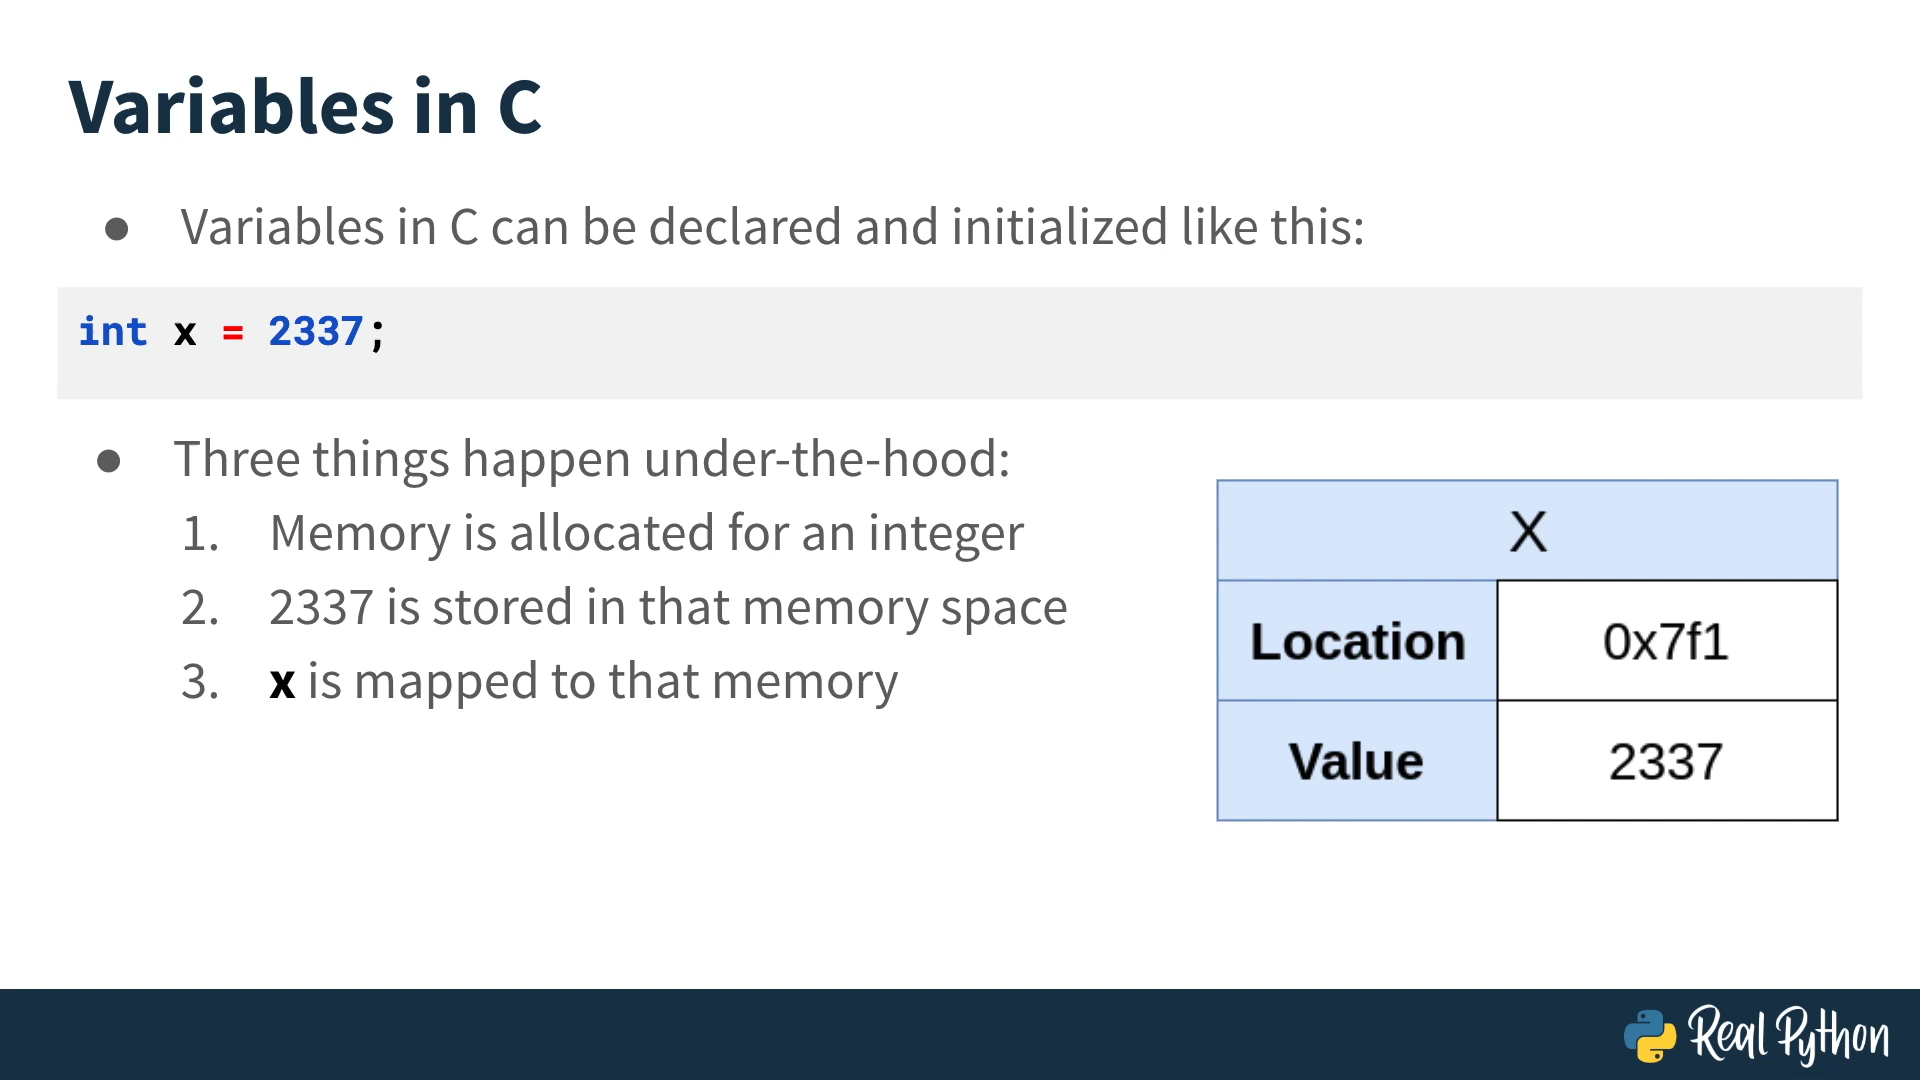 Variables in C
● Variables in C can be declared and initialized like this:
int x = 2337;
● Three things happen under-the-hood:
1. Memory is allocated for an integer
2. 2337 is stored in that memory space
3. x is mapped to that memory
X
Location 0x7f1
Value 2337
Real Python